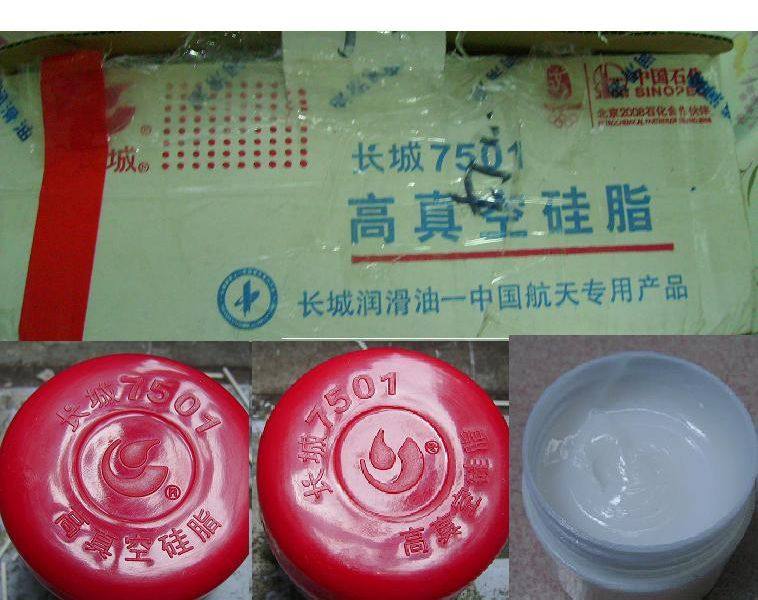 中国石化
SINOPEC
北京2008石化合作伙伴
城®
长城7501
高真空硅脂
长城润滑油一中国航天专用产品
长城7501
®
高真空硅脂
长城7501
®
高真空硅脂